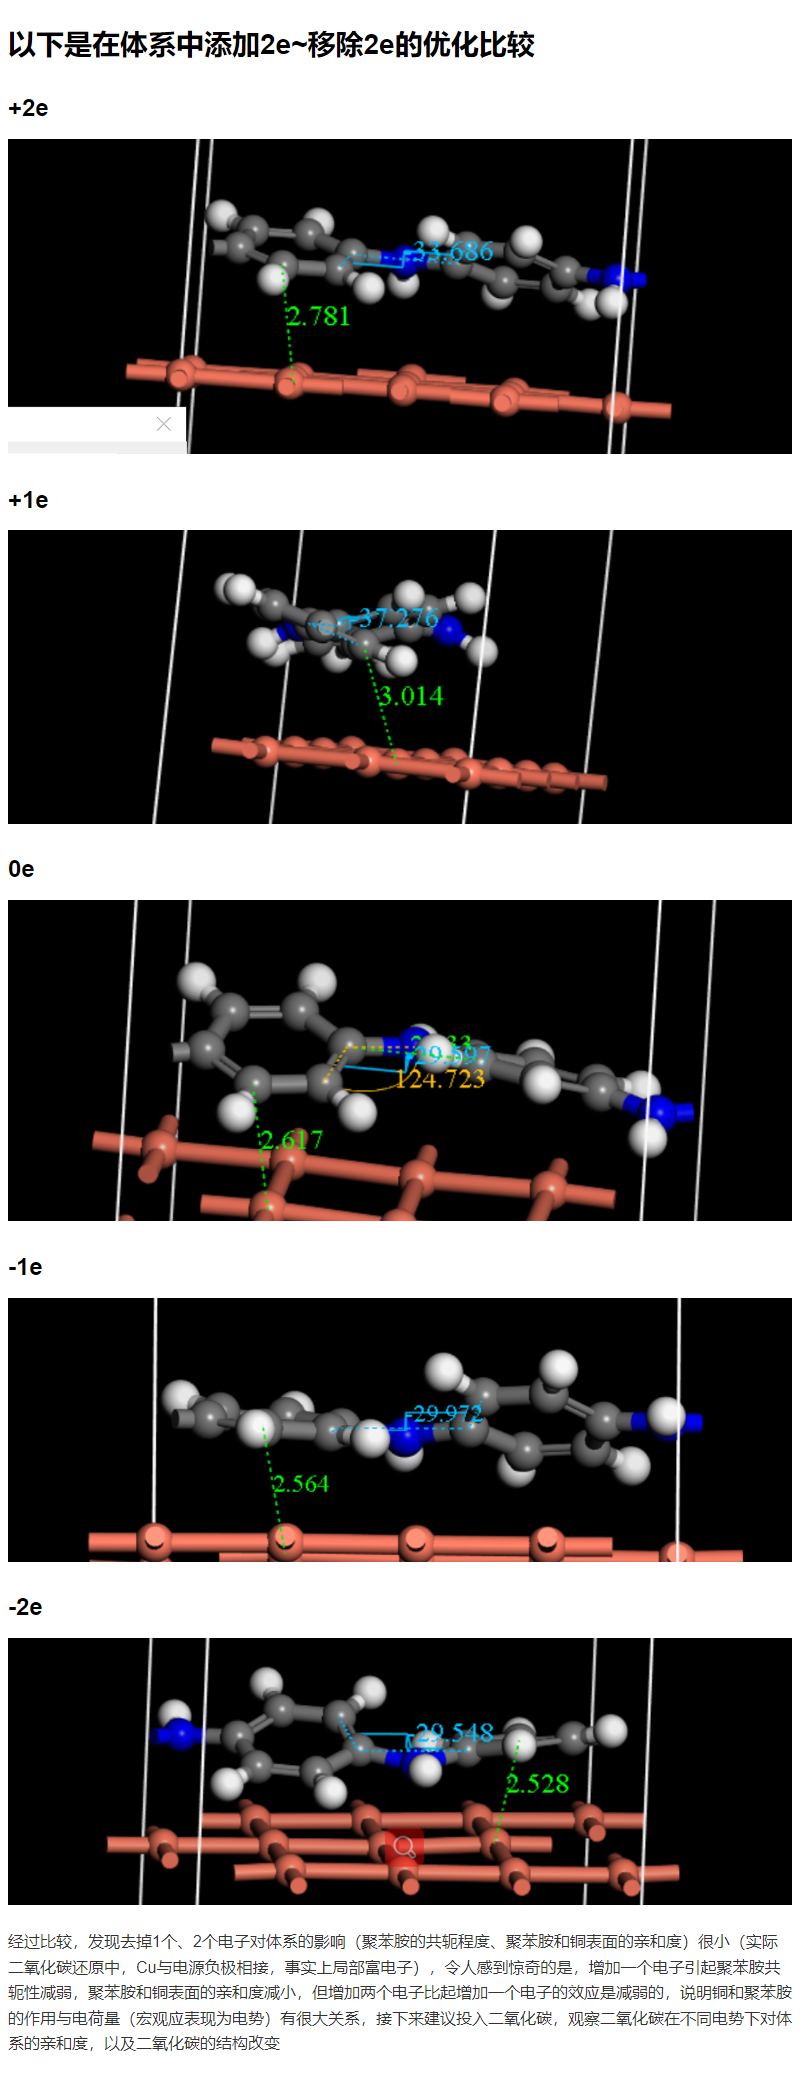 以下是在体系中添加2e~移除2e的优化比较
+2e
33.686
2.781
+1e
-37.276
3.014
0e
-29.597
124.723
2.617
-1e
-29.972
2.564
-2e
-29.548
2.528
经过比较，发现去掉1个、2个电子对体系的影响（聚苯胺的共轭程度、聚苯胺和铜表面的亲和度）很小（实际
二氧化碳还原中，Cu与电源负极相接，事实上局部富电子），令人感到惊奇的是，增加一个电子引起聚苯胺共
轭性减弱，聚苯胺和铜表面的亲和度减小，但增加两个电子比起增加一个电子的效应是减弱的，说明铜和聚苯胺
的作用与电荷量（宏观应表现为电势）有很大关系，接下来建议投入二氧化碳，观察二氧化碳在不同电势下对体
系的亲和度，以及二氧化碳的结构改变